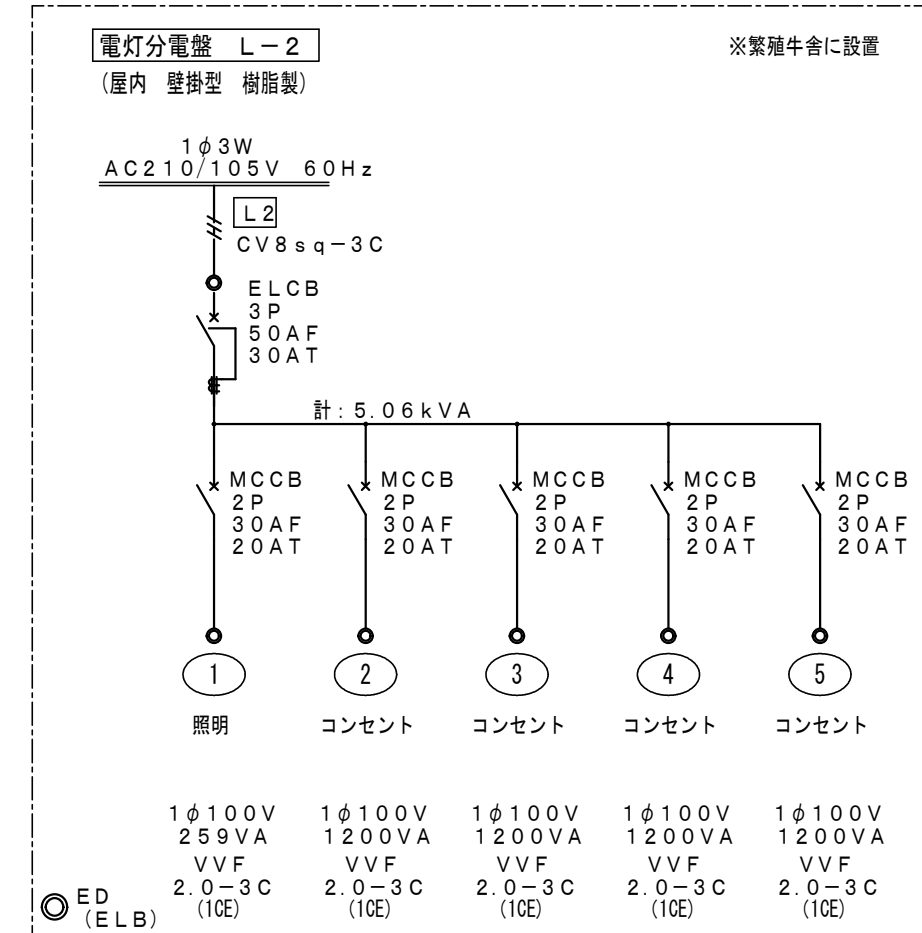 電灯分電盤　L－2
※繁殖牛舎に設置
（屋内　壁掛型　樹脂製）
1φ3W
AC210/105V　60Hz
L2
CV8sq－3C
ELCB
3P
50AF
30AT
計：5.06kVA
MCCB
2P
30AF
20AT
MCCB
2P
30AF
20AT
MCCB
2P
30AF
20AT
MCCB
2P
30AF
20AT
MCCB
2P
30AF
20AT
1
2
3
4
5
照明
コンセント
コンセント
コンセント
コンセント
1φ100V
259VA
VVF
2.0－3C
(1CE)
1φ100V
1200VA
VVF
2.0－3C
(1CE)
1φ100V
1200VA
VVF
2.0－3C
(1CE)
1φ100V
1200VA
VVF
2.0－3C
(1CE)
1φ100V
1200VA
VVF
2.0－3C
(1CE)
ED
(ELB)